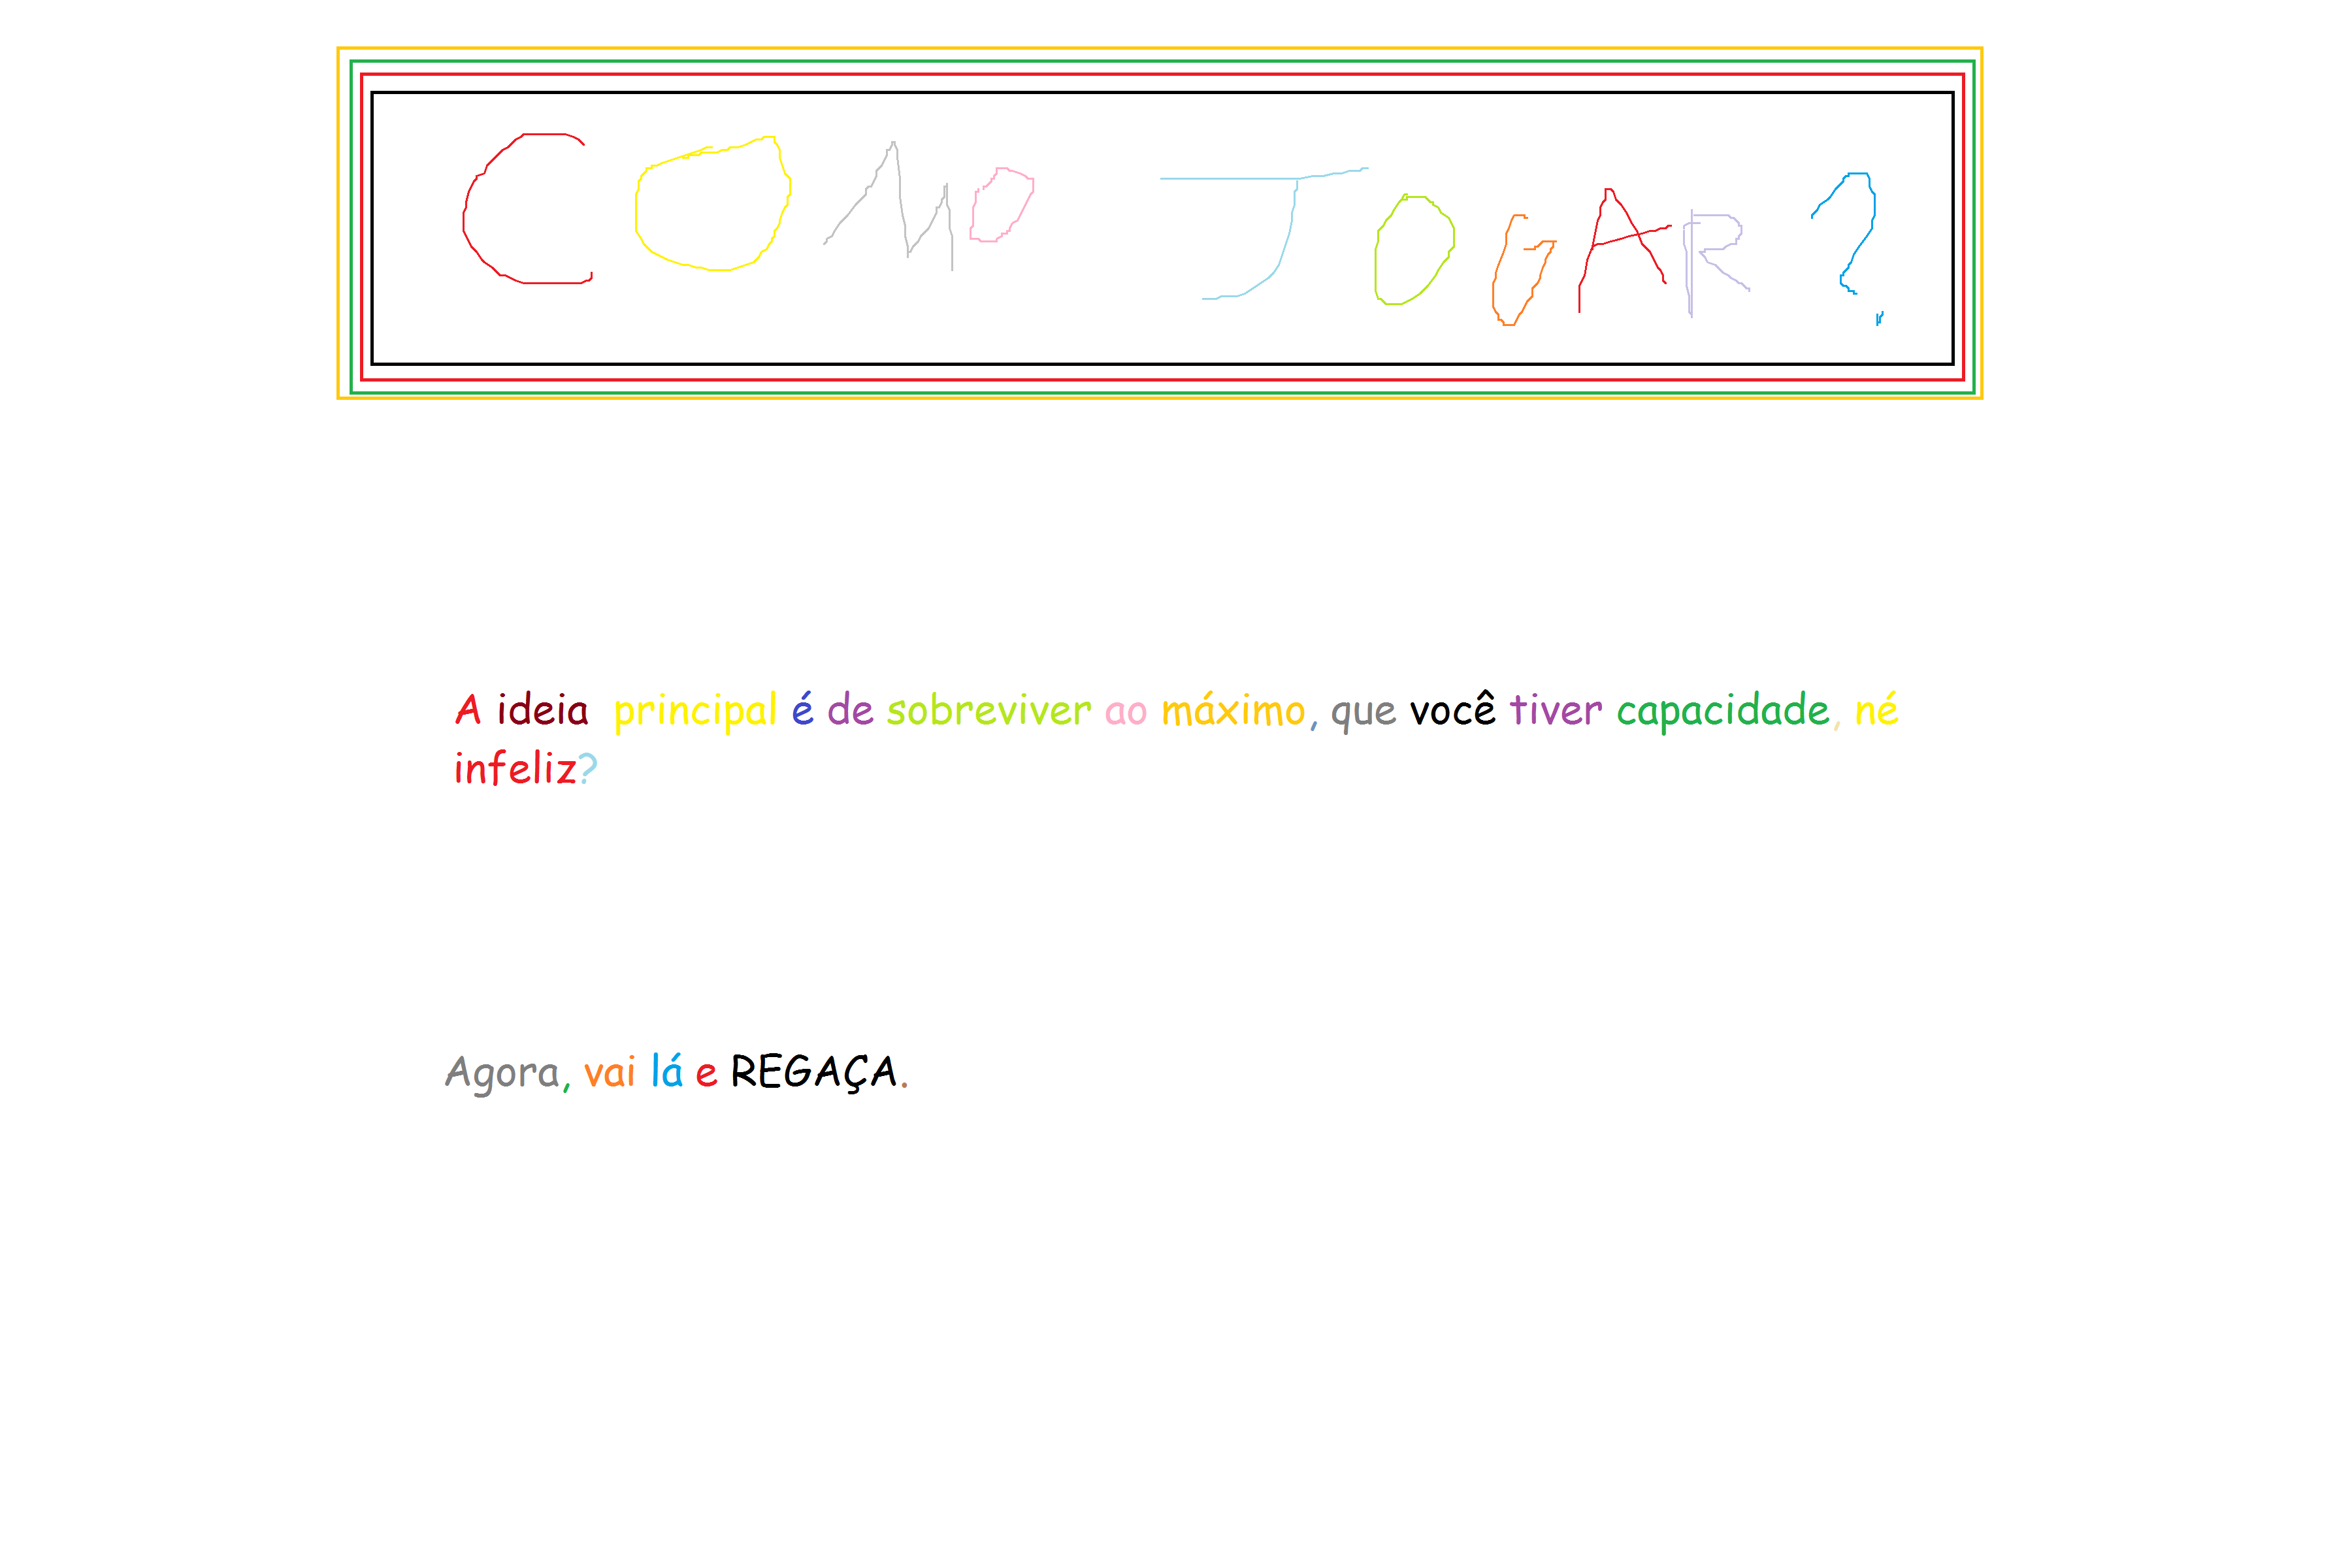 COMO JOGAR?
A ideia principal é de sobreviver ao máximo, que você tiver capacidade, né
infeliz?
Agora, vai lá e REGAÇA.